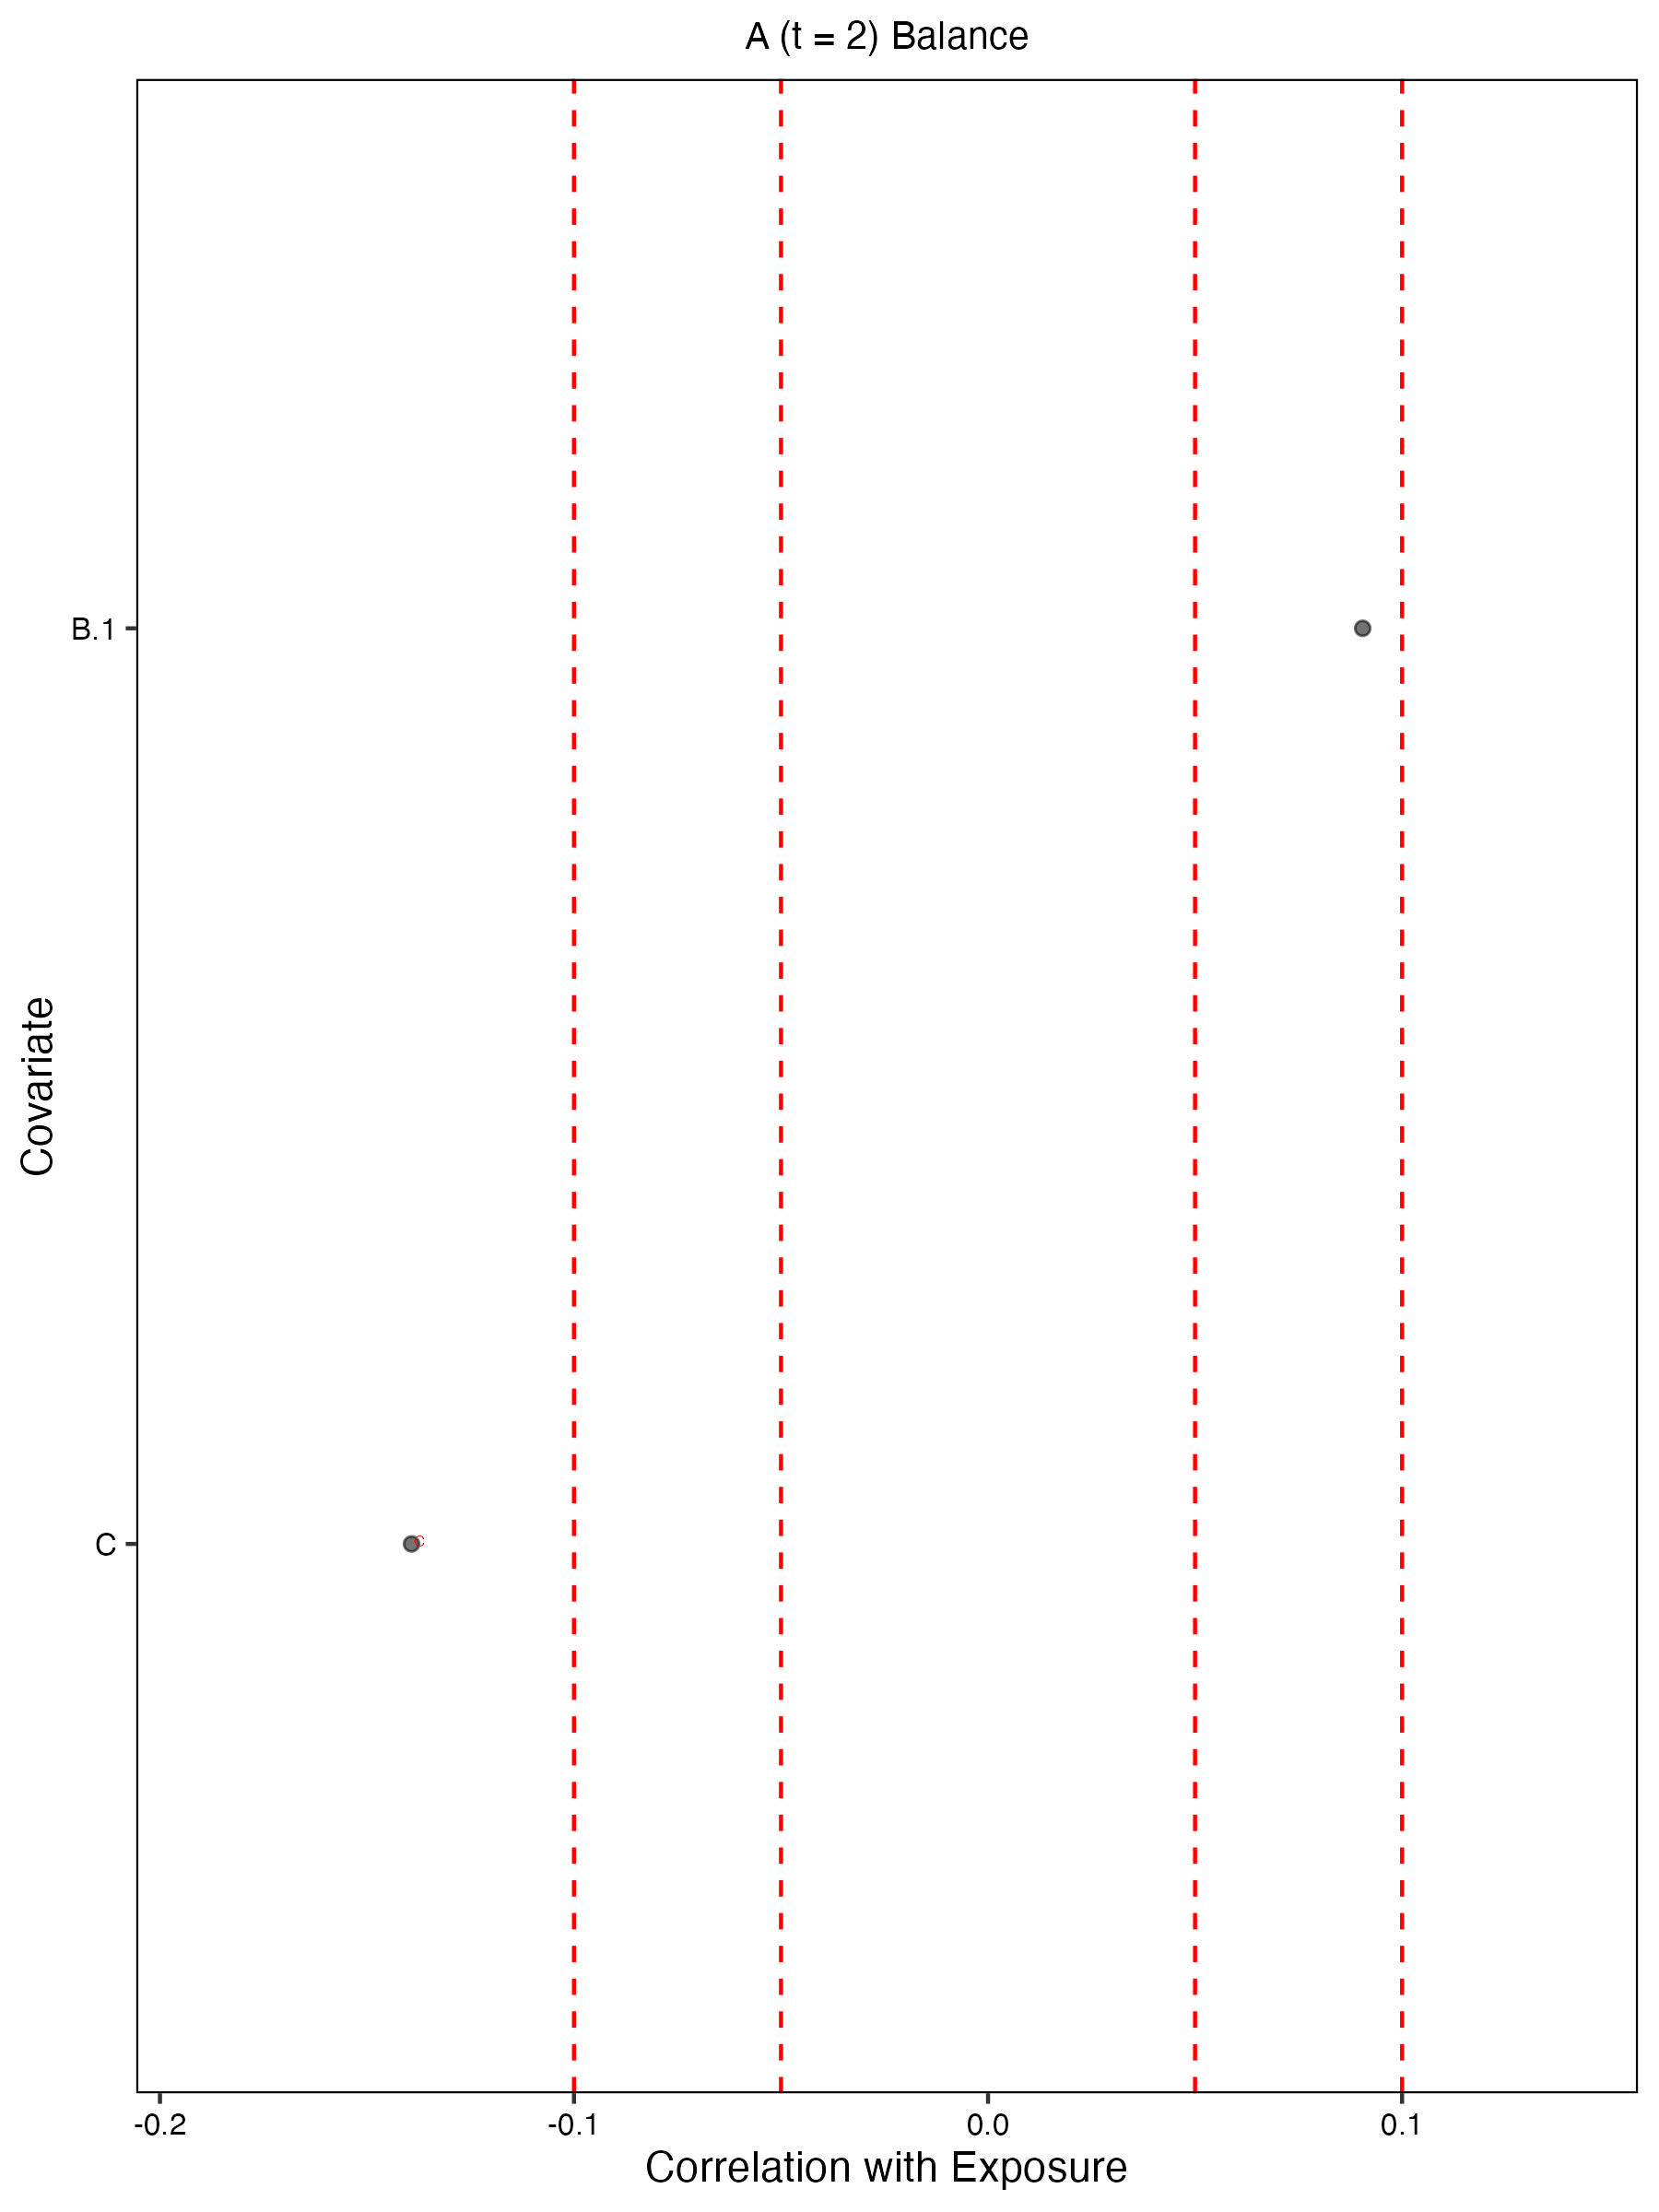 A (t = 2) Balance
Covariate
B.1
C
C
-0.2
-0.1
0.0
0.1
Correlation with Exposure